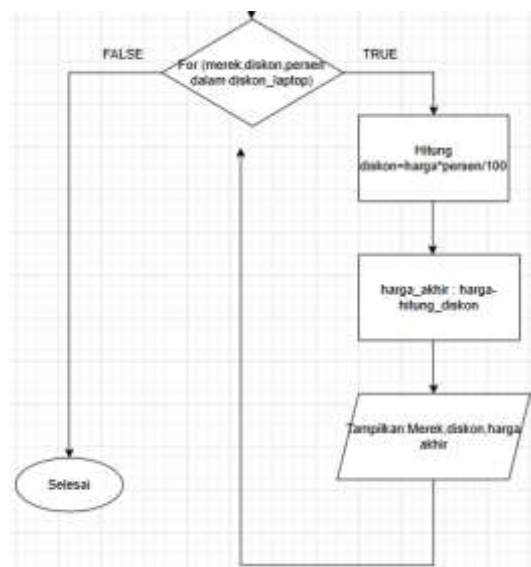 FALSE
TRUE
For (merek,diskon,persen
dalam diskon_laptop)
Hitung
diskon=harga*persen/100
harga_akhir : harga-
hitung_diskon
Tampilkan Merek,diskon,harga
akhir
Selesai